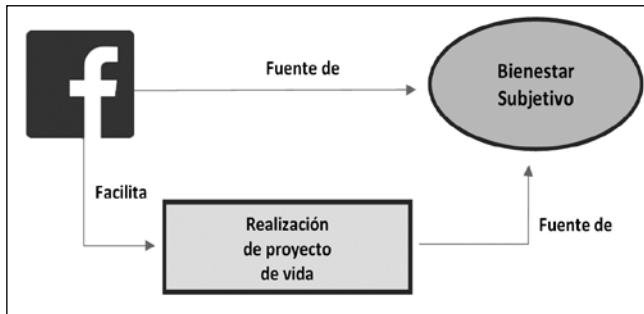 Fuente de
Bienestar
Subjetivo
Facilita
Realización
de proyecto
de vida
Fuente de